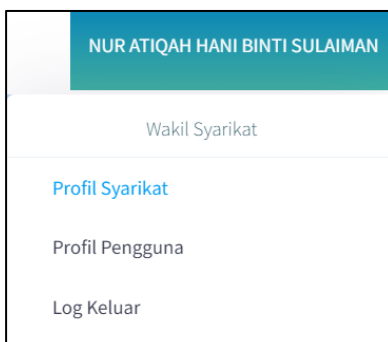 NUR ATIQAH HANI BINTI SULAIMAN
Wakil Syarikat
Profil Syarikat
Profil Pengguna
Log Keluar